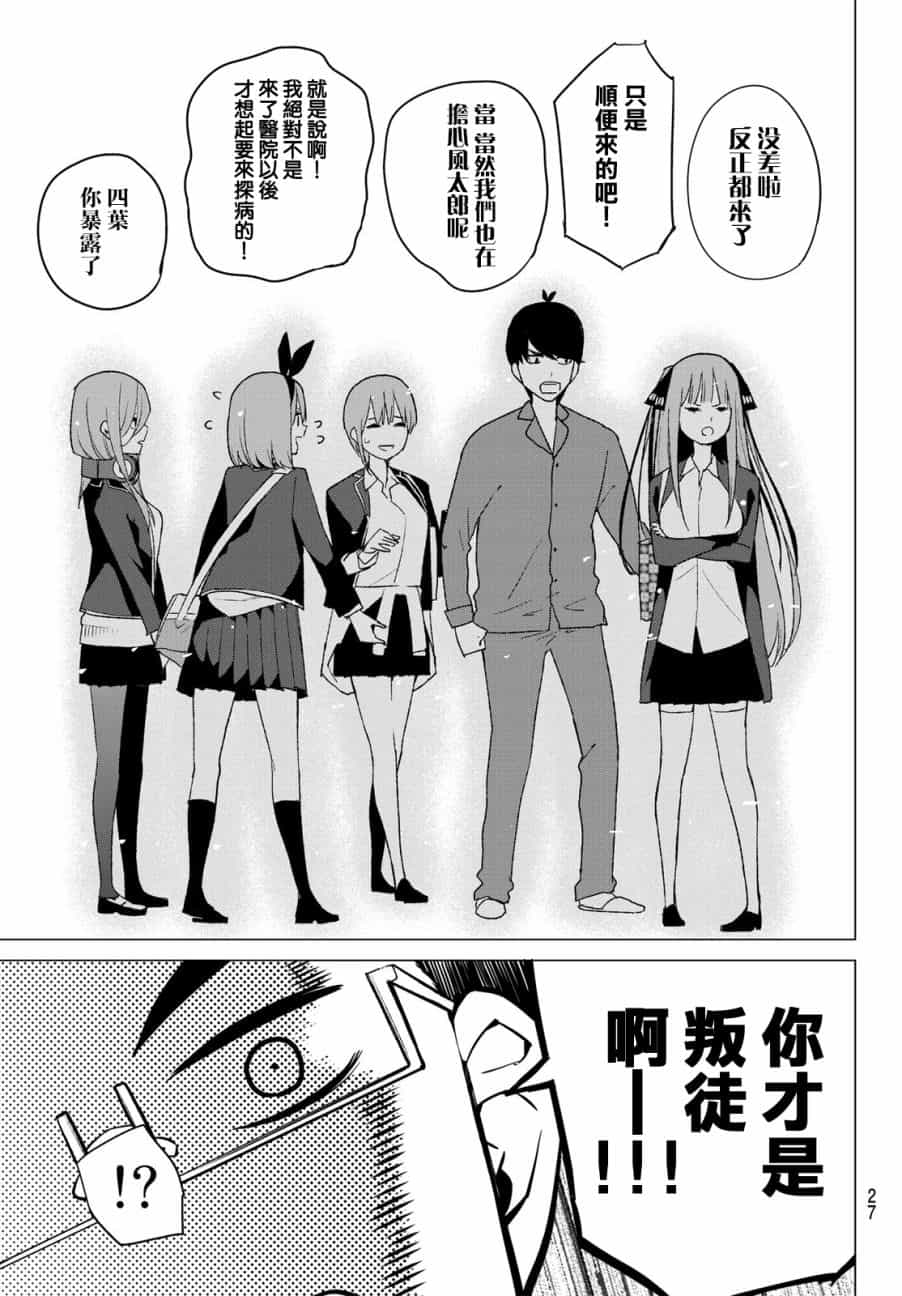 没差啦
反正都來了
只是
順便來的吧！
當 當然我們也在
擔心風太郎呢
就是說啊！
我絕對不是
來了醫院以後
才想起要來探病的！
四葉
你暴露了
你才是
叛徒
啊—！！！
！？
27